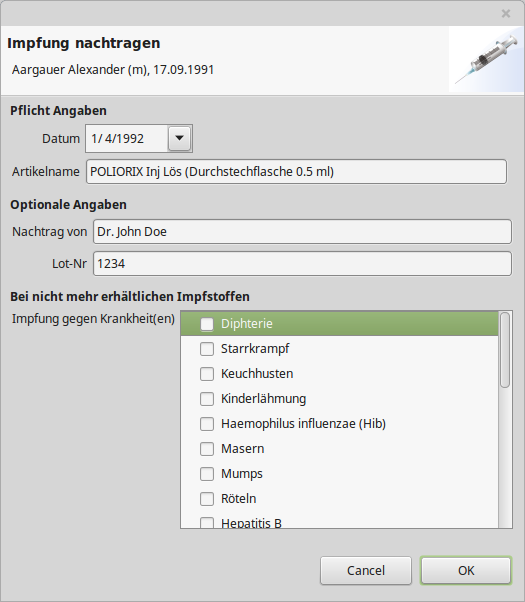 Impfung nachtragen
Aargauer Alexander (m), 17.09.1991
Pflicht Angaben
Datum 1/ 4/1992
Artikelname POLIORIX Inj Lös (Durchstechflasche 0.5 ml)
Optionale Angaben
Nachtrag von Dr. John Doe
Lot-Nr 1234
Bei nicht mehr erhältlichen Impfstoffen
Impfung gegen Krankheit(en) Diphterie
Starrkrampf
Keuchhusten
Kinderlähmung
Haemophilus influenzae (Hib)
Masern
Mumps
Röteln
Hepatitis B
Cancel OK